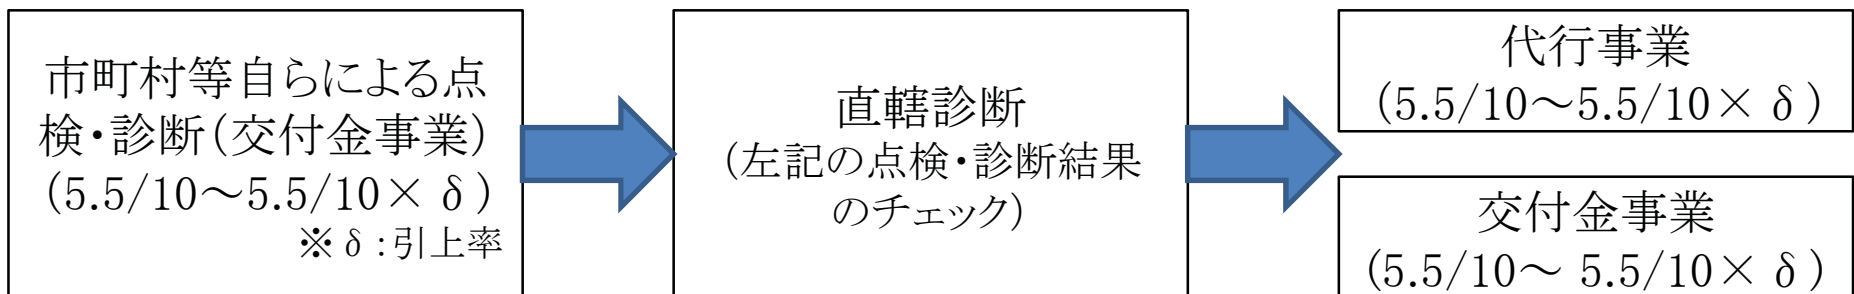 市町村等自らによる点
検・診断（交付金事業）
（5.5/10～5.5/10× δ ）
※ δ :引上率
直轄診断
（左記の点検・診断結果
のチェック）
代行事業
（5.5/10～5.5/10× δ ）
交付金事業
（5.5/10～ 5.5/10× δ ）